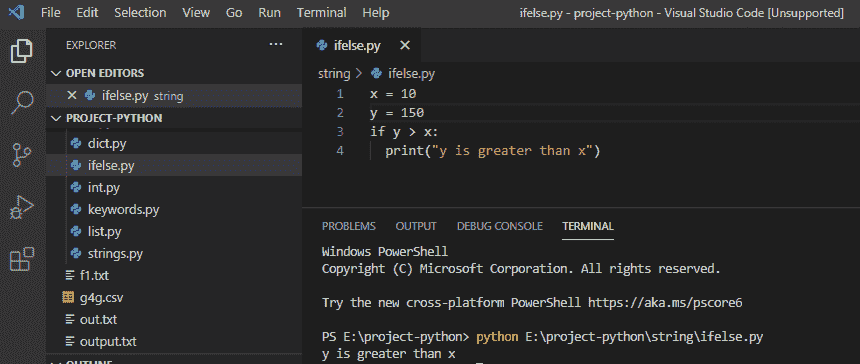 File Edit Selection View Go Run Terminal Help ifelse.py - project-python - Visual Studio Code [Unsupported]
EXPLORER ...
OPEN EDITORS
ifelse.py string
PROJECT-PYTHON
dict.py
ifelse.py
int.py
keywords.py
list.py
strings.py
f1.txt
g4g.csv
out.txt
output.txt
OUTLINE
ifelse.py
string > ifelse.py
1 x = 10
2 y = 150
3 if y > x:
4 print("y is greater than x")
PROBLEMS OUTPUT DEBUG CONSOLE TERMINAL
Windows PowerShell
Copyright (C) Microsoft Corporation. All rights reserved.
Try the new cross-platform PowerShell https://aka.ms/pscore6
PS E:\project-python> python E:\project-python\string\ifelse.py
y is greater than x